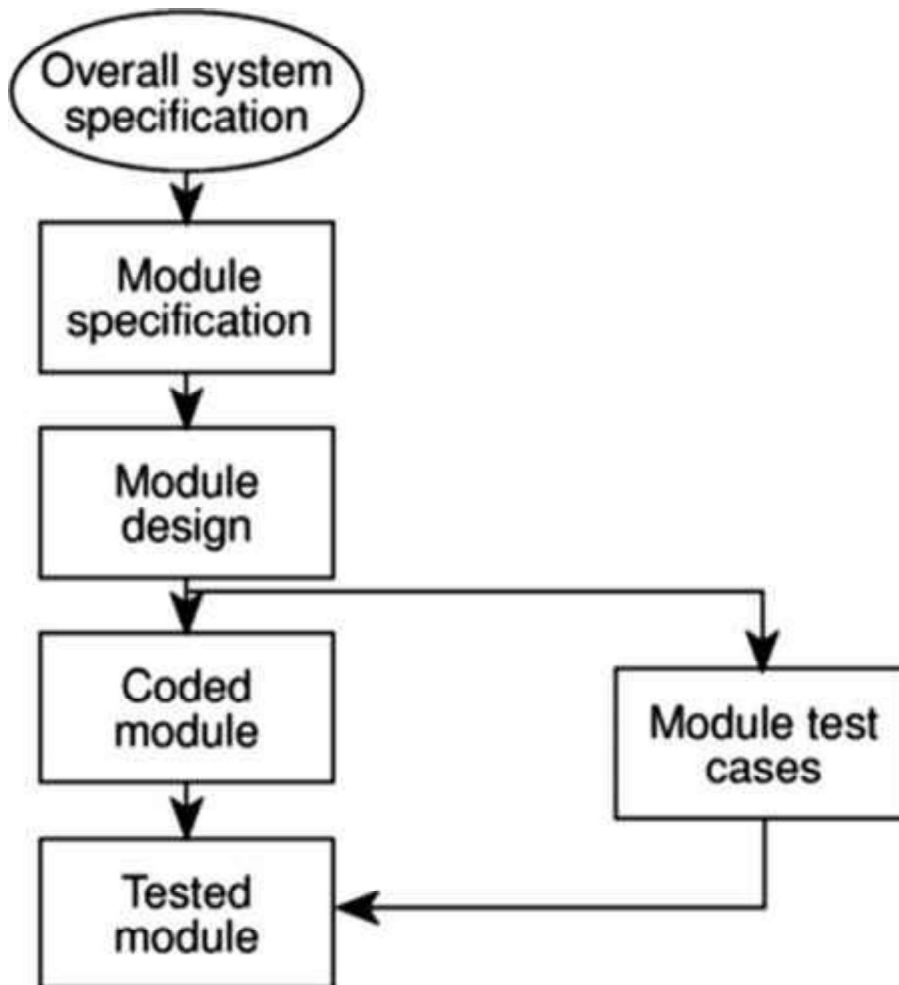 Overall system
specification
Module
specification
Module
design
Coded
module
Module test
cases
Tested
module